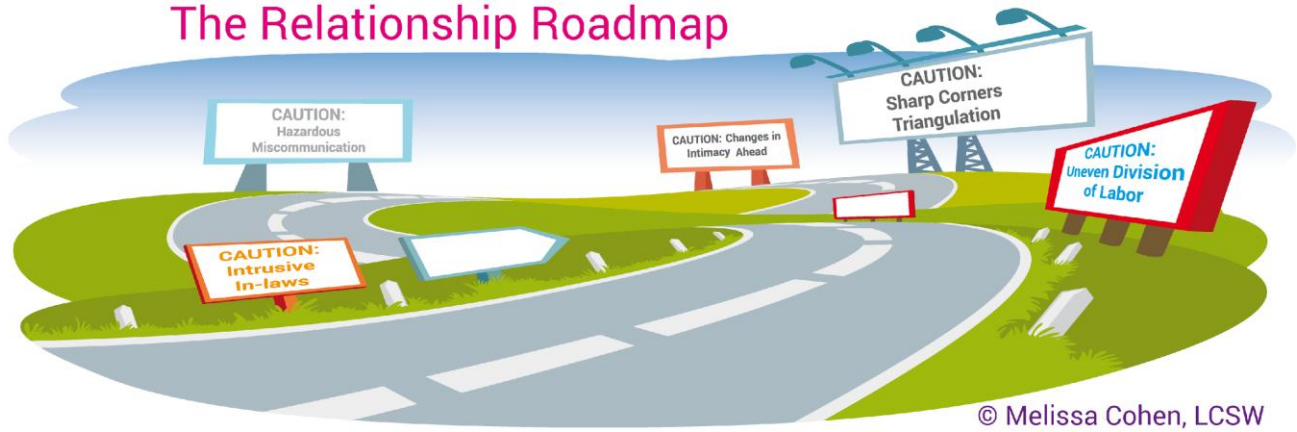 The Relationship Roadmap
CAUTION:
Hazardous
Miscommunication
CAUTION: Changes in
Intimacy Ahead
CAUTION:
Sharp Corners
Triangulation
CAUTION:
Uneven Division
of Labor
CAUTION:
Intrusive
In-laws
© Melissa Cohen, LCSW